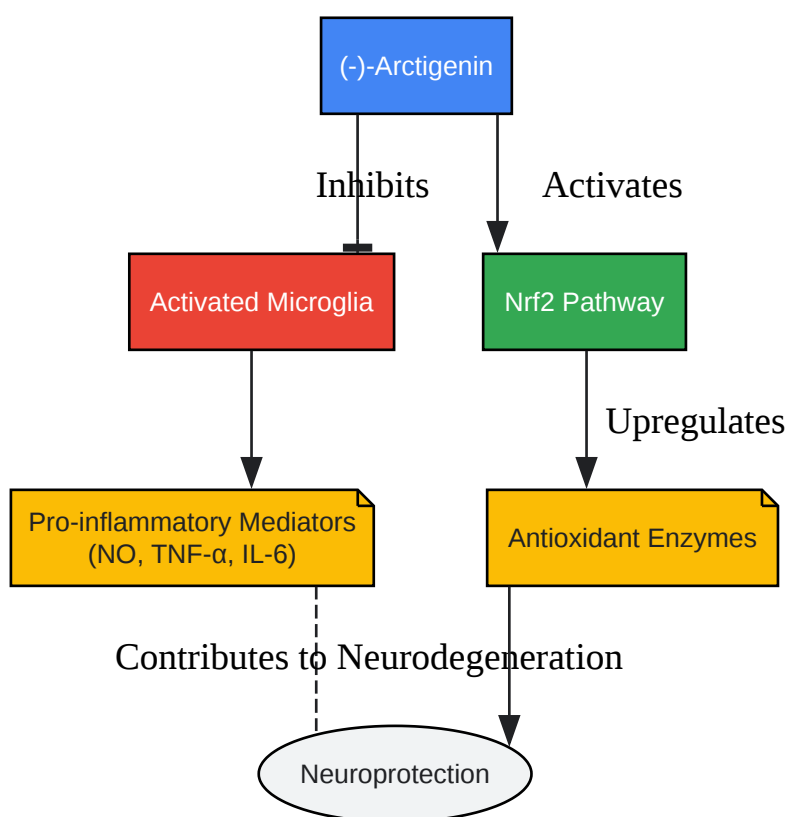 (-)-Arctigenin
Inhibits
Activates
Activated Microglia
Nrf2 Pathway
Upregulates
Pro-inflammatory Mediators
(NO, TNF-α, IL-6)
Antioxidant Enzymes
Contributes to Neurodegeneration
Neuroprotection